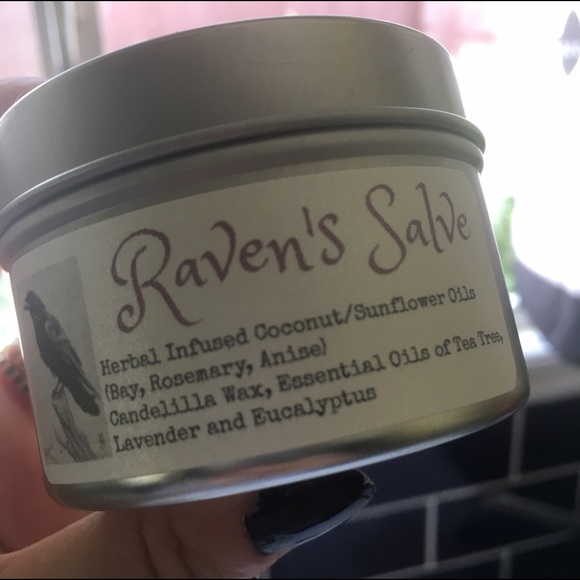 Raven's Salve
Herbal Infused Coconut/Sunflower Oils
(Bay, Rosemary, Anise)
Candelilla Wax, Essential Oils of Tea Tree,
Lavender and Eucalyptus